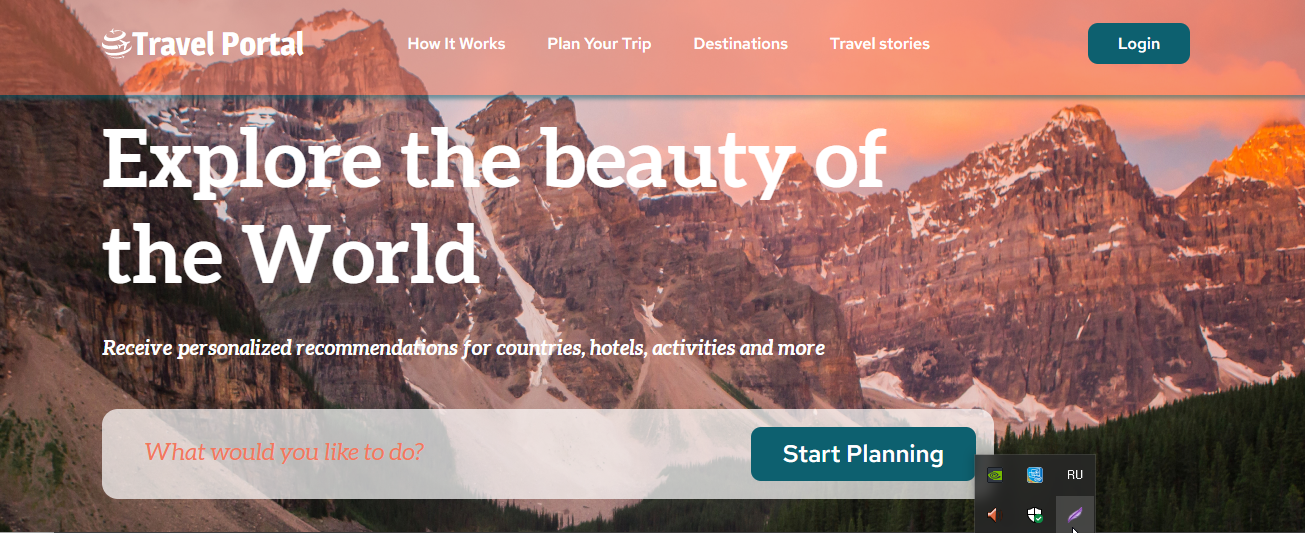 Travel Portal
How It Works
Plan Your Trip
Destinations
Travel stories
Login
Explore the beauty of
the World
Receive personalized recommendations for countries, hotels, activities and more
What would you like to do?
Start Planning
RU